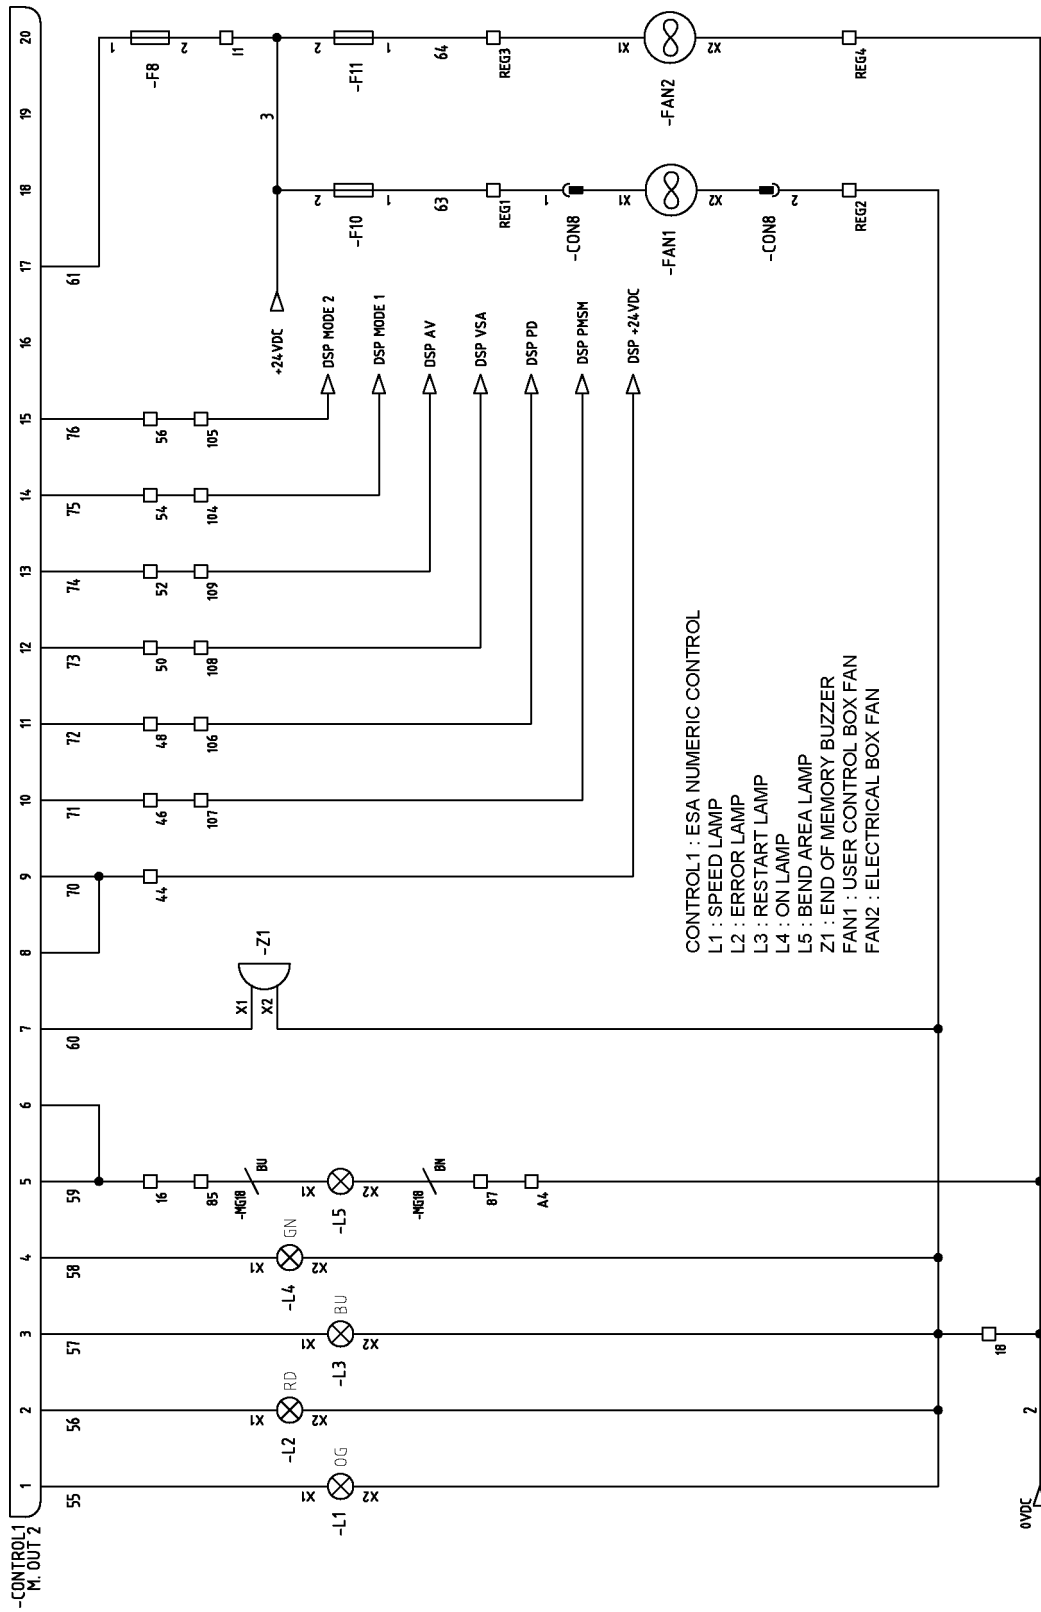 -CONTROL1
M. OUT 2
1
2
3
4
5
6
7
8
9
10
11
12
13
14
15
16
17
18
19
20
55
56
57
58
59
60
70
71
72
73
74
75
76
61
16
44
46
48
50
52
54
56
1
-F8
2
85
107
106
108
109
104
105
I1
-MG18
BU
X1
-Z1
X2
+24VDC
3
X1
-L2
RD
X2
X1
-L4
GN
X2
X1
-L1
OG
X2
X1
-L3
BU
X2
X1
-L5
X2
DSP MODE 2
DSP MODE 1
DSP AV
DSP VSA
DSP PD
DSP PMSM
DSP +24VDC
2
-F10
1
2
-F11
1
-MG18
BN
63
64
87
REG1
REG3
A4
1
-CON8
X1
-FAN1
X2
X1
-FAN2
X2
-CON8
2
REG2
REG4
CONTROL1 : ESA NUMERIC CONTROL
L1 : SPEED LAMP
L2 : ERROR LAMP
L3 : RESTART LAMP
L4 : ON LAMP
L5 : BEND AREA LAMP
Z1 : END OF MEMORY BUZZER
FAN1 : USER CONTROL BOX FAN
FAN2 : ELECTRICAL BOX FAN
18
0VDC
2